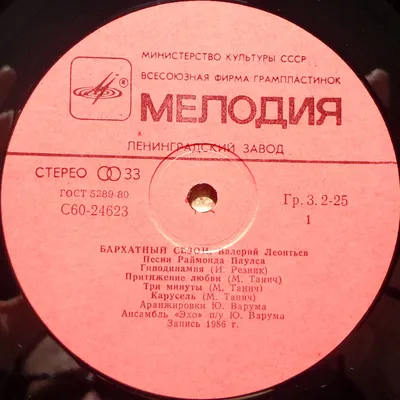 МИНИСТЕРСТВО КУЛЬТУРЫ СССР
ВСЕСОЮЗНАЯ ФИРМА ГРАМПЛАСТИНОК
МЕЛОДИЯ
ЛЕНИНГРАДСКИЙ ЗАВОД
СТЕРЕО 33
ГОСТ 5289-80
С60-24623
Гр. 3. 2-25
1
БАРХАТНЫЙ СЕЗОН. Валерий Леонтьев
Песни Раймонда Паулса
Гиподинамия (И. Резник)
Притяжение любви (М. Танич)
Три минуты (М. Танич)
Карусель (М. Танич)
Аранжировки Ю. Варума
Ансамбль «Эхо» п/у Ю. Варума
Запись 1986 г.